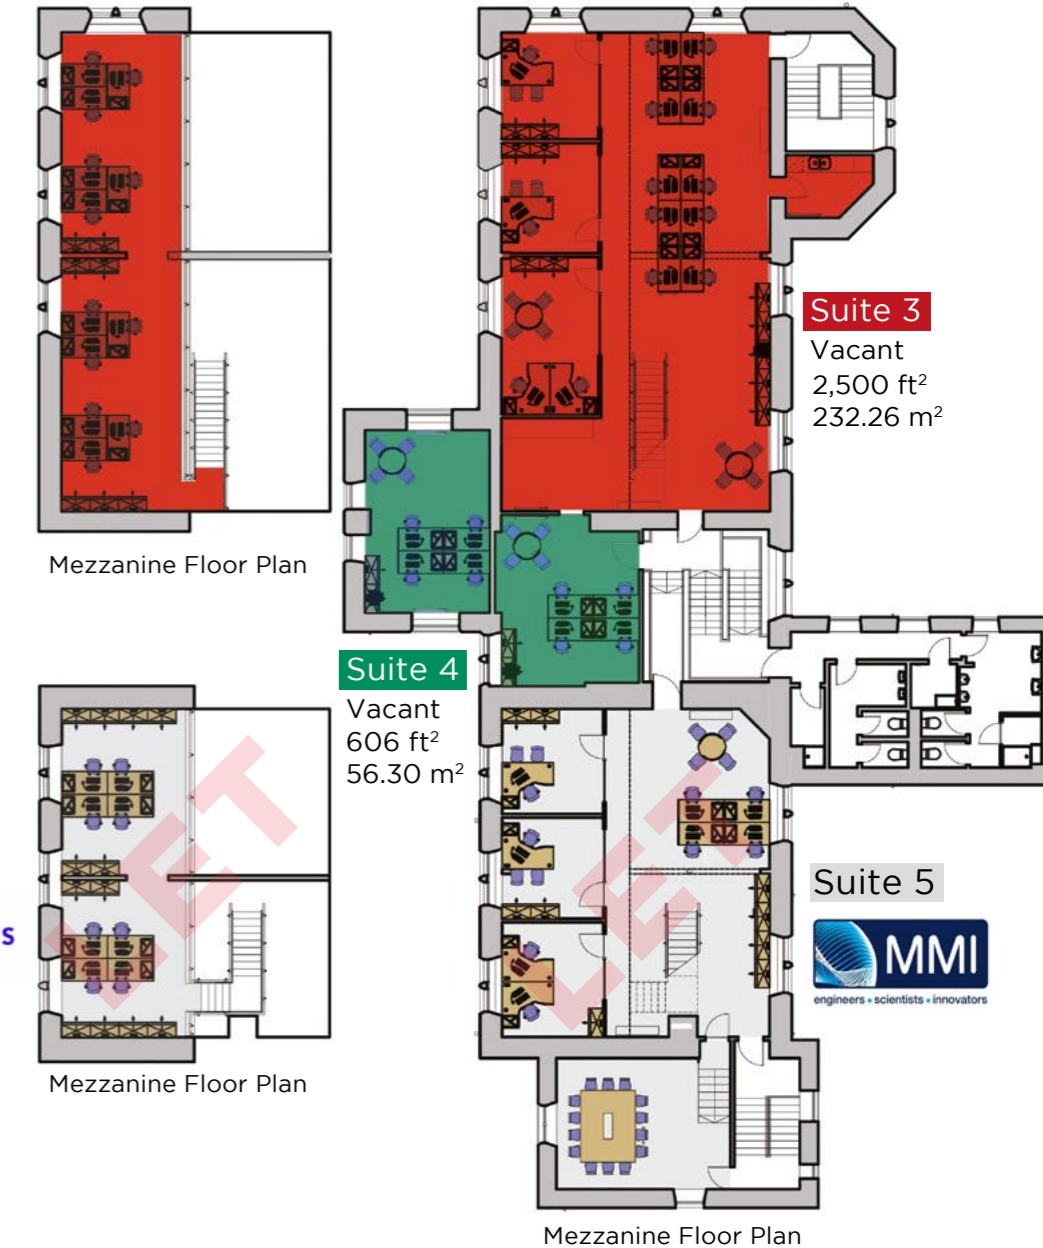 Suite 3
Vacant
2,500 ft²
232.26 m²
Mezzanine Floor Plan
Suite 4
Vacant
606 ft²
56.30 m²
LET
LET
Suite 5
s
MMI
engineers • scientists • innovators
Mezzanine Floor Plan
Mezzanine Floor Plan